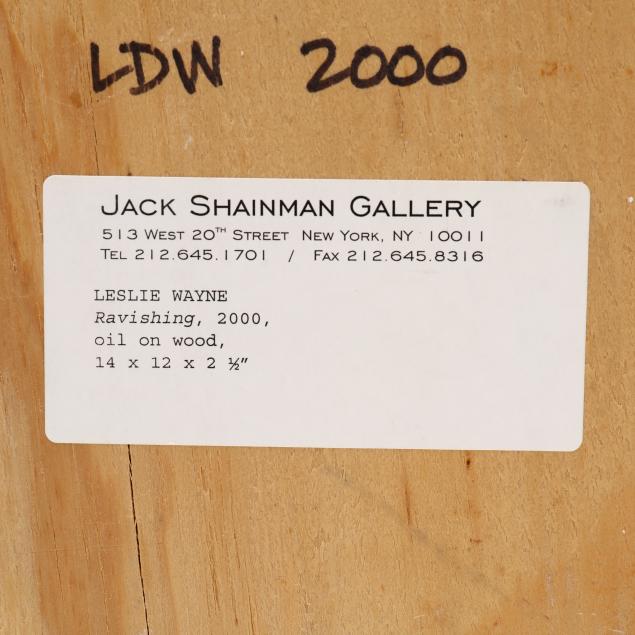 LDW 2000
JACK SHAINMAN GALLERY
513 WEST 20TH STREET NEW YORK, NY 10011
TEL 212.645.1701 / FAX 212.645.8316
LESLIE WAYNE
Ravishing, 2000,
oil on wood,
14 x 12 x 2 ½"